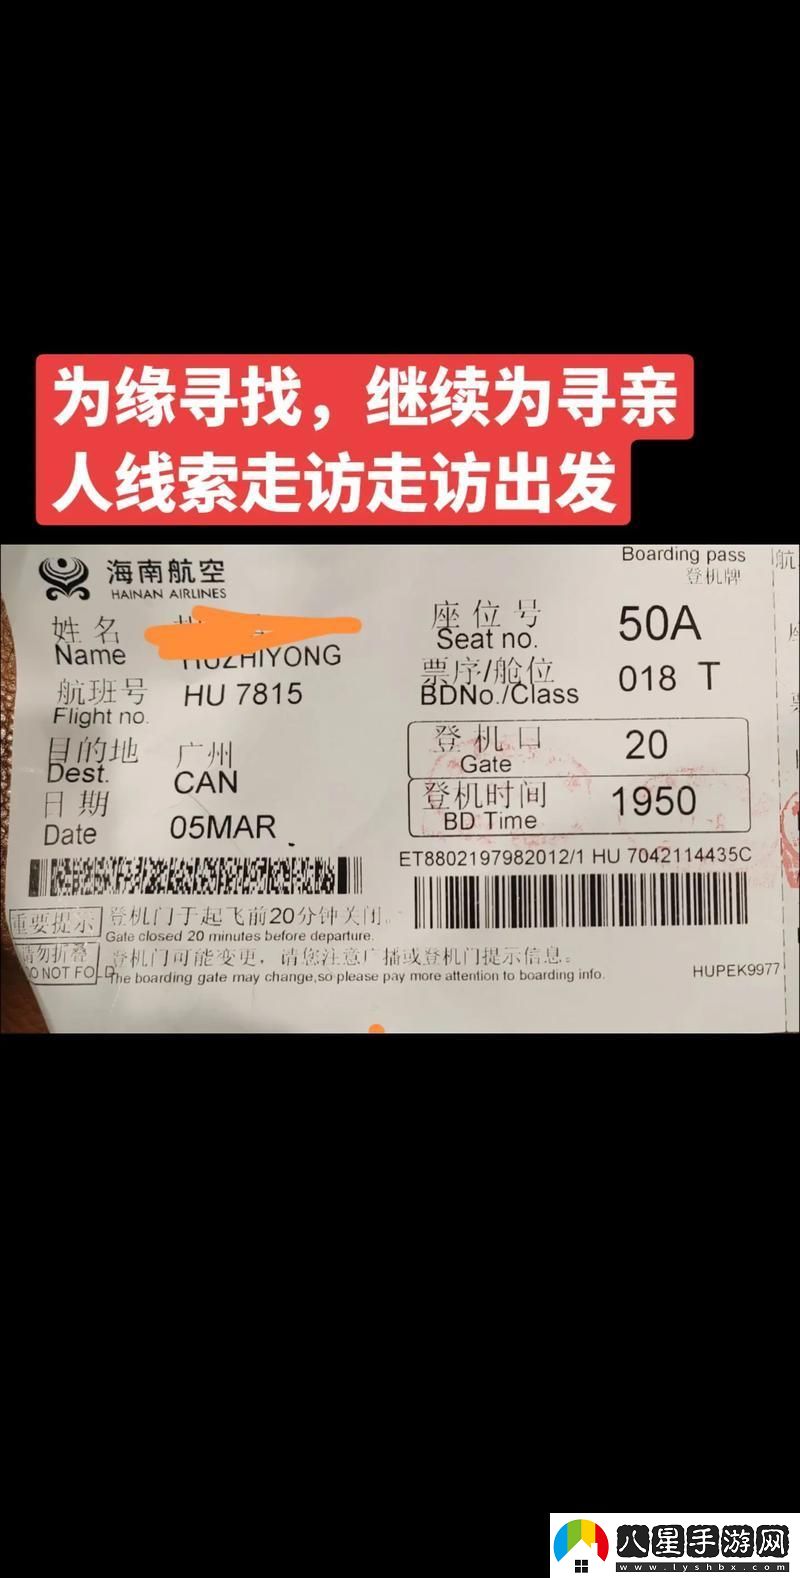 为缘寻找，继续为寻亲
人线索走访走访出发
海南航空
HAINAN AIRLINES
Boarding pass
登机牌
航
姓名
Name
HUZHIYONG
座位号
Seat no.
50A
航班号
Flight no.
HU 7815
票序/舱位
BDNo./Class
018 T
目的地
Dest.
广州
CAN
登机口
Gate
20
日期
Date
05MAR
登机时间
BD Time
1950
ET8802197982012/1 HU 7042114435C
重要提示
登机门于起飞前20分钟关闭。
Gate closed 20 minutes before departure.
请勿折叠
DO NOT FOLD
登机门可能变更，请您注意广播或登机门提示信息。
The boarding gate may change,so please pay more attention to boarding info.
HUPEK9977
八星手游网
www.lyshbx.com